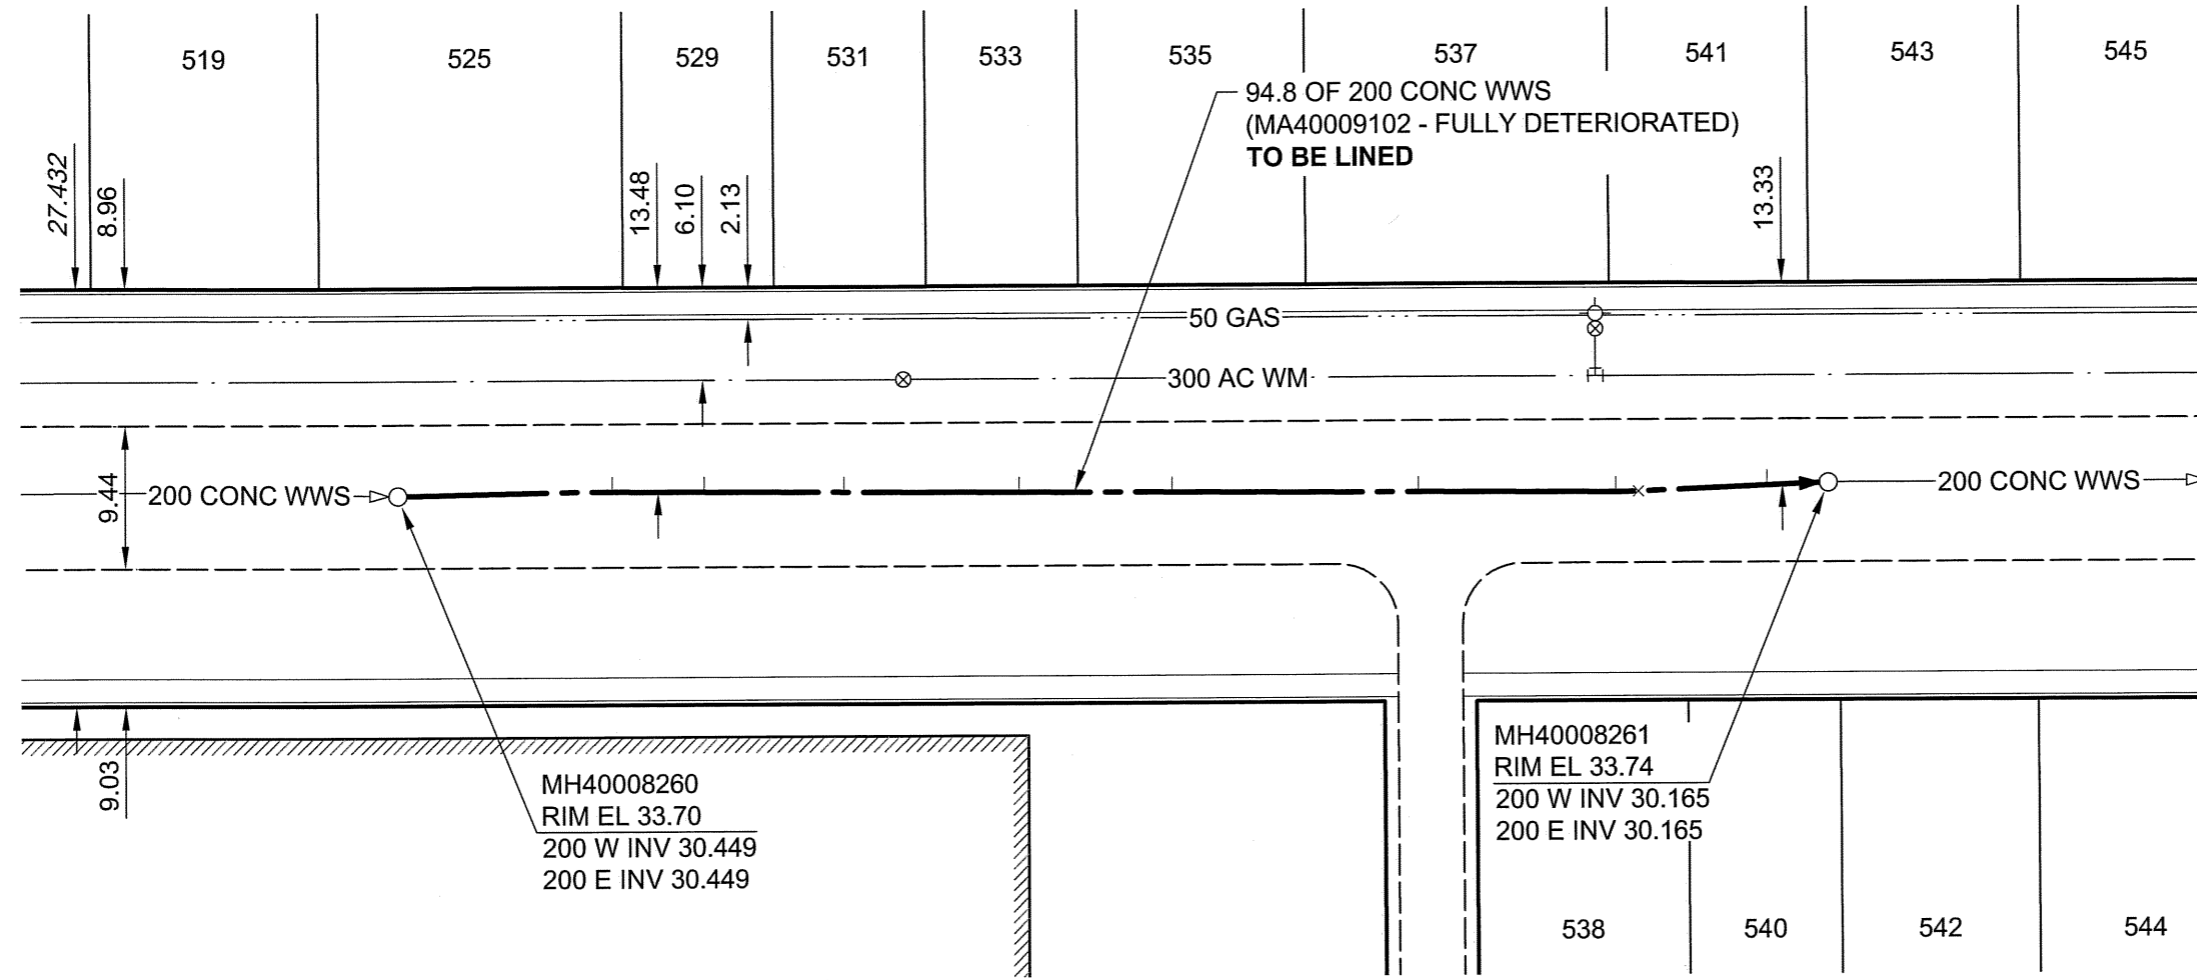 519
525
529
531
533
535
537
541
543
545
94.8 OF 200 CONC WWS
(MA40009102 - FULLY DETERIORATED)
TO BE LINED
27.432
8.96
13.48
6.10
2.13
13.33
50 GAS
300 AC WM
9.44
200 CONC WWS
200 CONC WWS
9.03
MH40008260
RIM EL 33.70
200 W INV 30.449
200 E INV 30.449
MH40008261
RIM EL 33.74
200 W INV 30.165
200 E INV 30.165
538
540
542
544